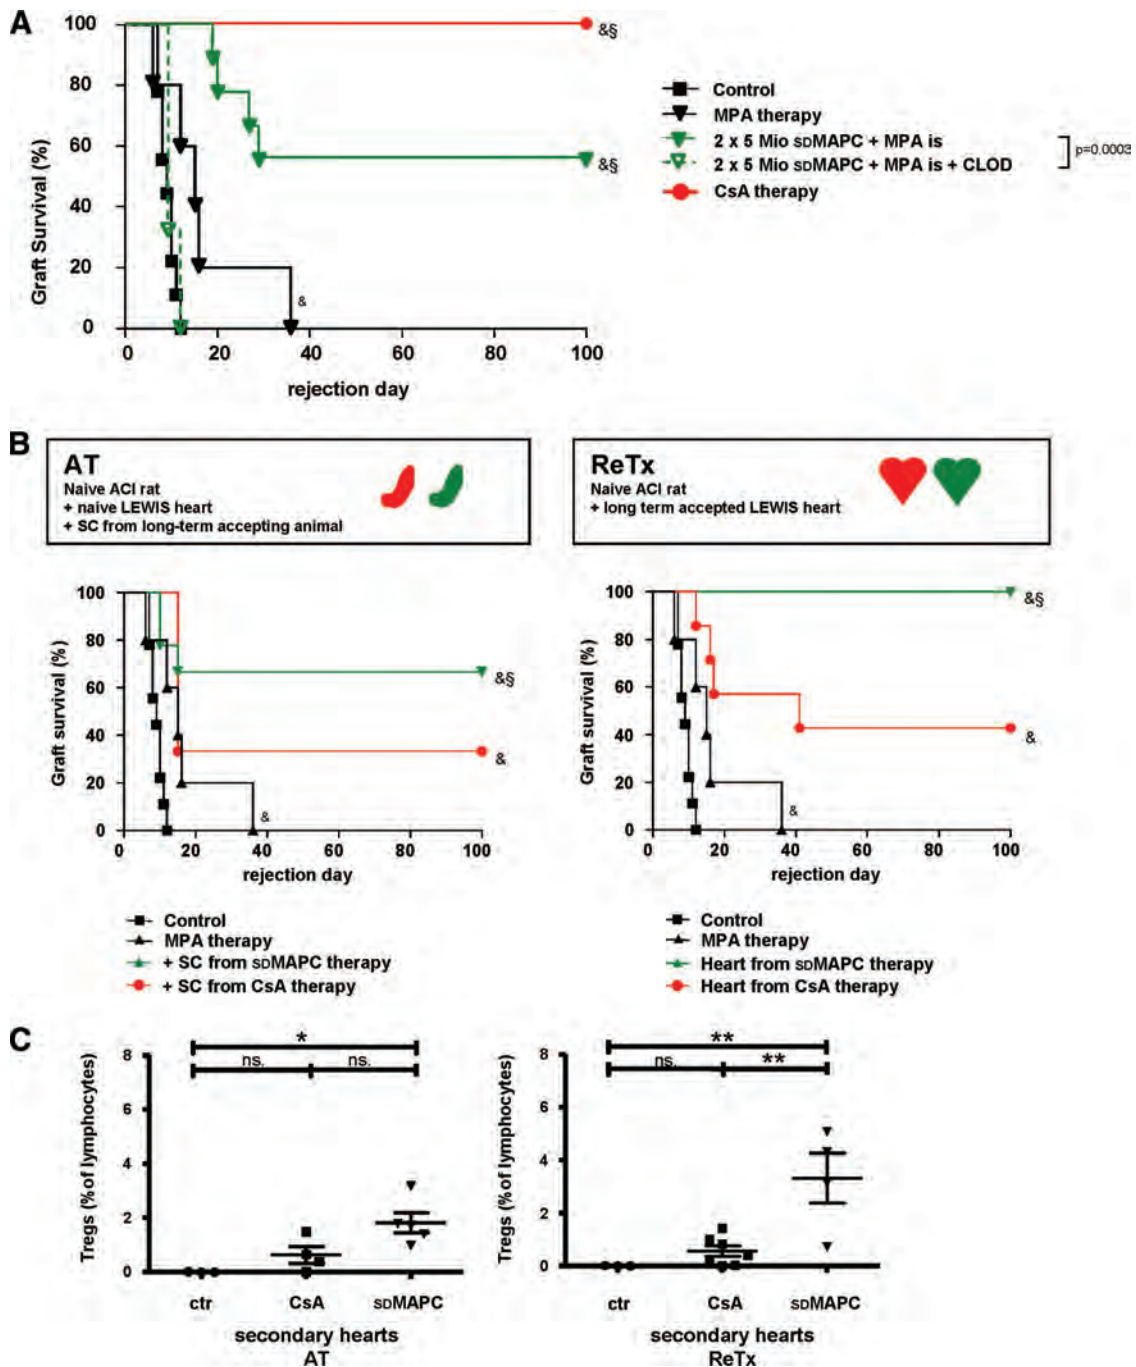 A
100
80
60
40
20
0
Graft Survival (%)
0 20 40 60 80 100
rejection day
&§
&§
&
Control
MPA therapy
2 x 5 Mio sDMAPC + MPA is
2 x 5 Mio sDMAPC + MPA is + CLOD
CsA therapy
p=0.0003
B
AT
Naive ACI rat
+ naive LEWIS heart
+ SC from long-term accepting animal
ReTx
Naive ACI rat
+ long term accepted LEWIS heart
100
80
60
40
20
0
Graft survival (%)
0 20 40 60 80 100
rejection day
&§
&
&
Control
MPA therapy
+ SC from sDMAPC therapy
+ SC from CsA therapy
100
80
60
40
20
0
Graft survival (%)
0 20 40 60 80 100
rejection day
&§
&
&
Control
MPA therapy
Heart from sDMAPC therapy
Heart from CsA therapy
C
*
ns. ns.
8
6
4
2
0
Tregs (% of lymphocytes)
ctr CsA sDMAPC
secondary hearts
AT
**
ns. **
8
6
4
2
0
Tregs (% of lymphocytes)
ctr CsA sDMAPC
secondary hearts
ReTx